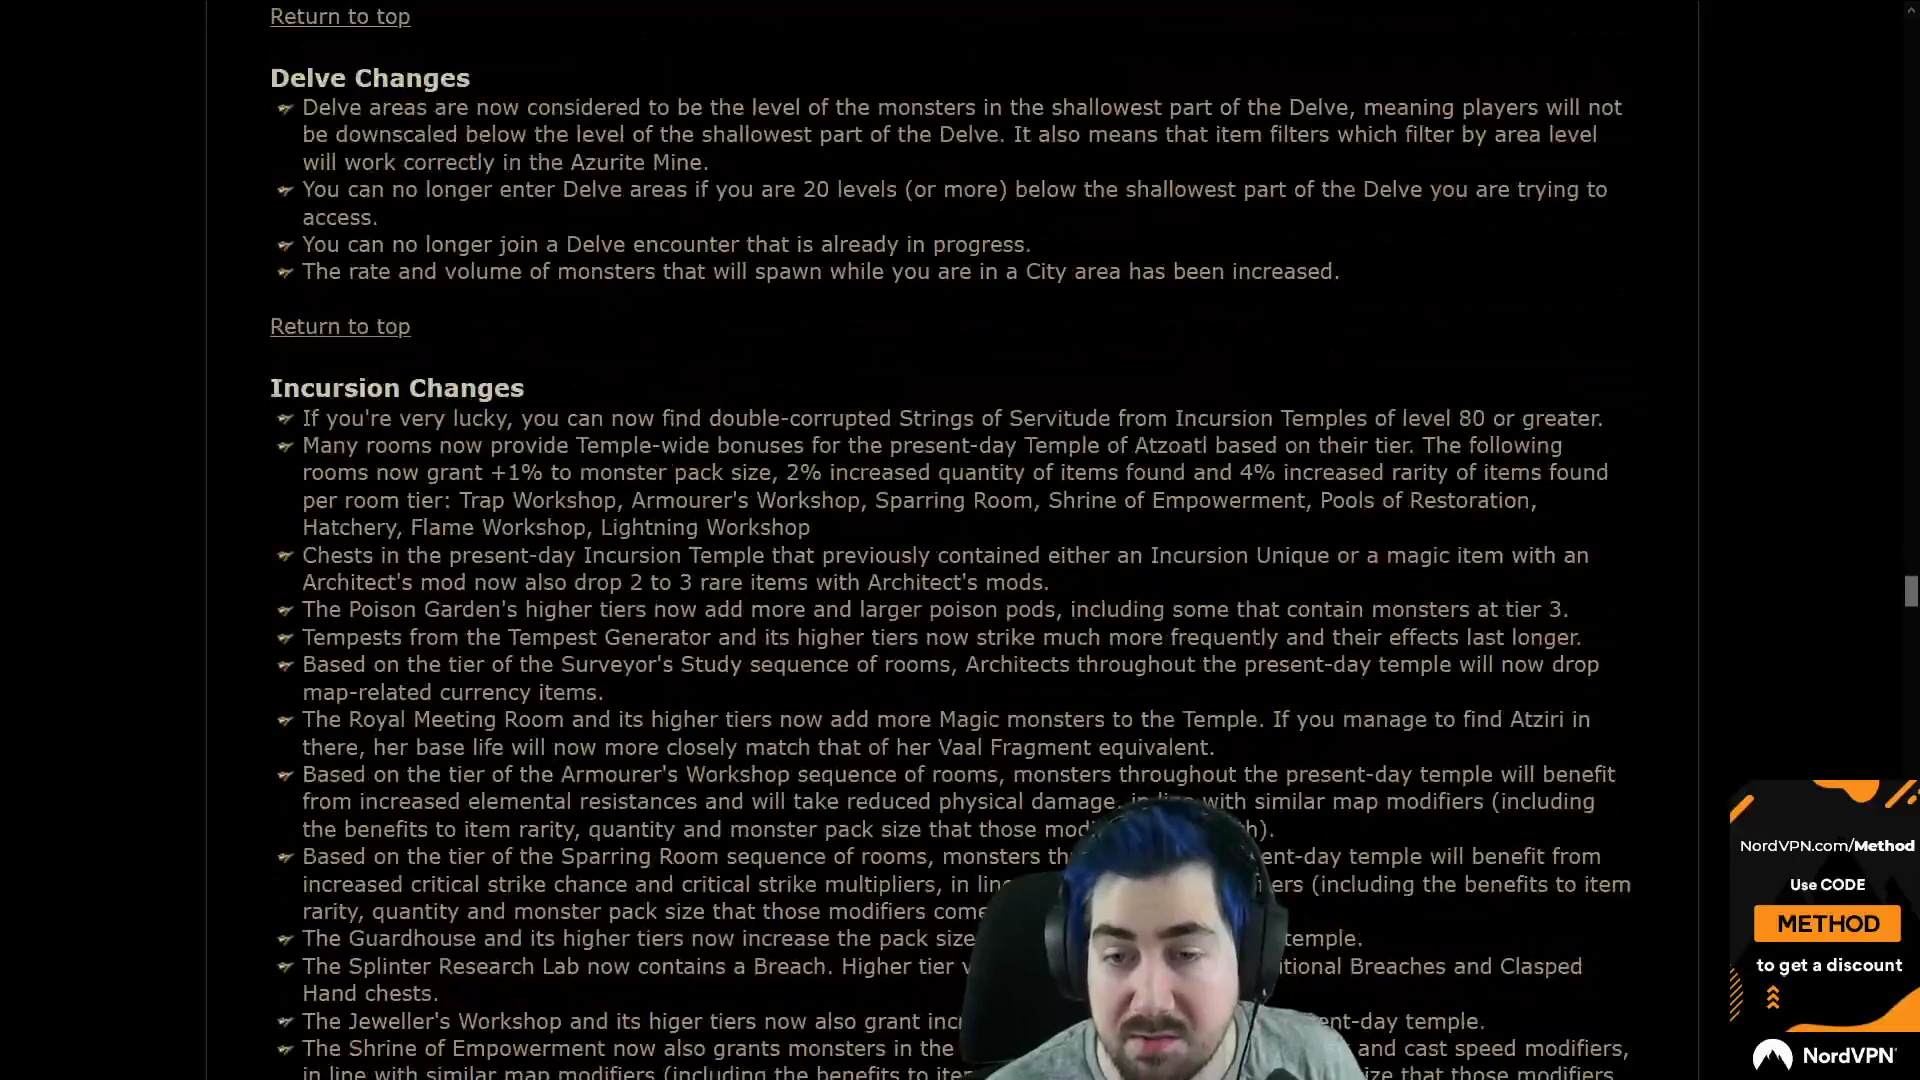 Return to top
Delve Changes
Delve areas are now considered to be the level of the monsters in the shallowest part of the Delve, meaning players will not
be downscaled below the level of the shallowest part of the Delve. It also means that item filters which filter by area level
will work correctly in the Azurite Mine.
You can no longer enter Delve areas if you are 20 levels (or more) below the shallowest part of the Delve you are trying to
access.
You can no longer join a Delve encounter that is already in progress.
The rate and volume of monsters that will spawn while you are in a City area has been increased.
Return to top
Incursion Changes
If you're very lucky, you can now find double-corrupted Strings of Servitude from Incursion Temples of level 80 or greater.
Many rooms now provide Temple-wide bonuses for the present-day Temple of Atzoatl based on their tier. The following
rooms now grant +1% to monster pack size, 2% increased quantity of items found and 4% increased rarity of items found
per room tier: Trap Workshop, Armourer's Workshop, Sparring Room, Shrine of Empowerment, Pools of Restoration,
Hatchery, Flame Workshop, Lightning Workshop
Chests in the present-day Incursion Temple that previously contained either an Incursion Unique or a magic item with an
Architect's mod now also drop 2 to 3 rare items with Architect's mods.
The Poison Garden's higher tiers now add more and larger poison pods, including some that contain monsters at tier 3.
Tempests from the Tempest Generator and its higher tiers now strike much more frequently and their effects last longer.
Based on the tier of the Surveyor's Study sequence of rooms, Architects throughout the present-day temple will now drop
map-related currency items.
The Royal Meeting Room and its higher tiers now add more Magic monsters to the Temple. If you manage to find Atziri in
there, her base life will now more closely match that of her Vaal Fragment equivalent.
Based on the tier of the Armourer's Workshop sequence of rooms, monsters throughout the present-day temple will benefit
from increased elemental resistances and will take reduced physical damage, in line with similar map modifiers (including
the benefits to item rarity, quantity and monster pack size that those
Based on the tier of the Sparring Room sequence of rooms, monsters temple will benefit from
increased critical strike chance and critical strike multipliers, in (including the benefits to item
rarity, quantity and monster pack size that those modifiers come
The Guardhouse and its higher tiers now increase the pack size temple.
The Splinter Research Lab now contains a Breach. Higher tier Breaches and Clasped
Hand chests.
The Jeweller's Workshop and its higer tiers now also grant temple.
The Shrine of Empowerment now also grants monsters in the and cast speed modifiers,
in line with similar map modifiers (including the benefits to that those modifiers
NordVPN.com/Method
Use CODE
METHOD
to get a discount
NordVPN®